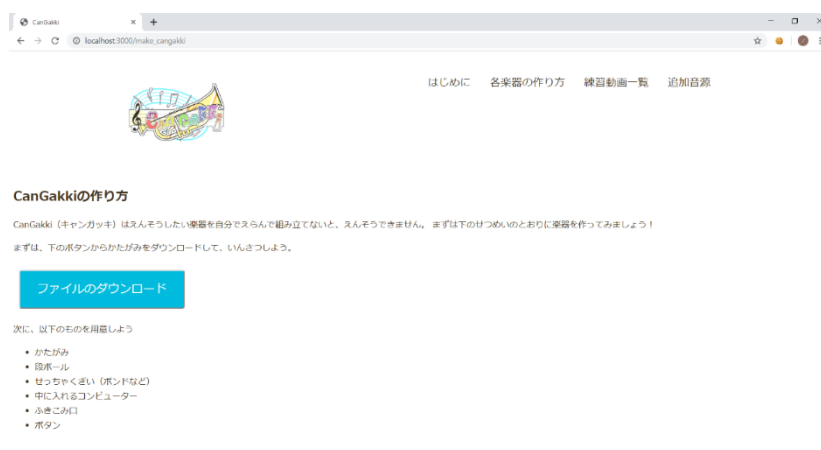 CanGakki
localhost:3000/make_cangakki
はじめに 各楽器の作り方 練習動画一覧 追加音源
CanGakkiの作り方
CanGakki（キャンガッキ）はえんそうしたい楽器を自分でえらんで組み立てないと、えんそうできません。 まずは下のせつめいのとおりに楽器を作ってみましょう！
まずは、下のボタンからかたがみをダウンロードして、いんさつしよう。
ファイルのダウンロード
次に、以下のものを用意しよう
• かたがみ
• 段ボール
• せっちゃくざい（ボンドなど）
• 中に入れるコンピューター
• ふきこみ口
• ボタン